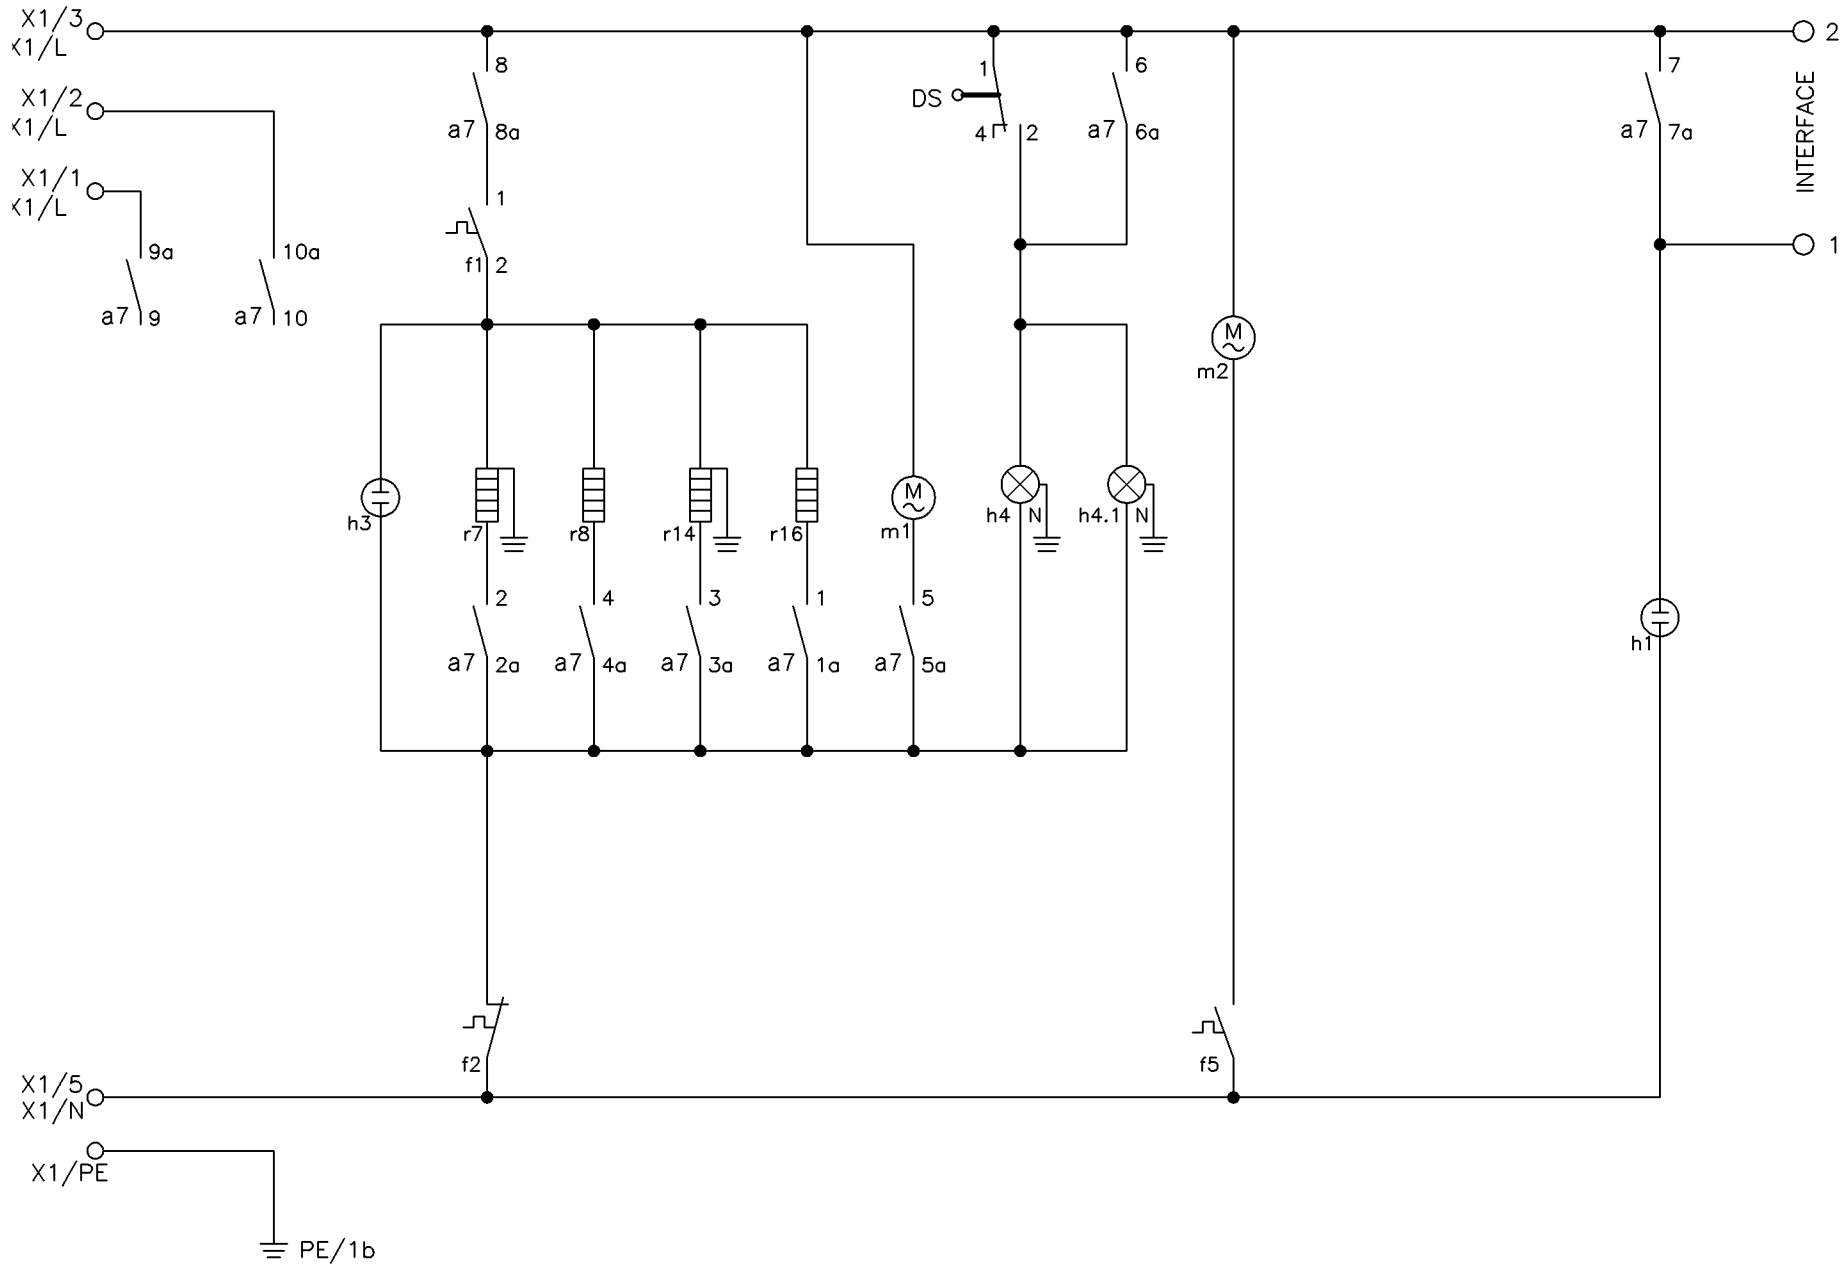 X1/3
X1/L
2
8
1
6
7
X1/2
X1/L
DS
INTERFACE
a7 8a
4 2
a7 6a
a7 7a
X1/1
X1/L
1
9a
10a
f1 2
1
a7 9
a7 10
M
m2
M
h3
r7
r8
r14
r16
m1
h4 N
h4.1 N
2
4
3
1
5
h1
a7 2a
a7 4a
a7 3a
a7 1a
a7 5a
f2
f5
X1/5
X1/N
X1/PE
PE/1b